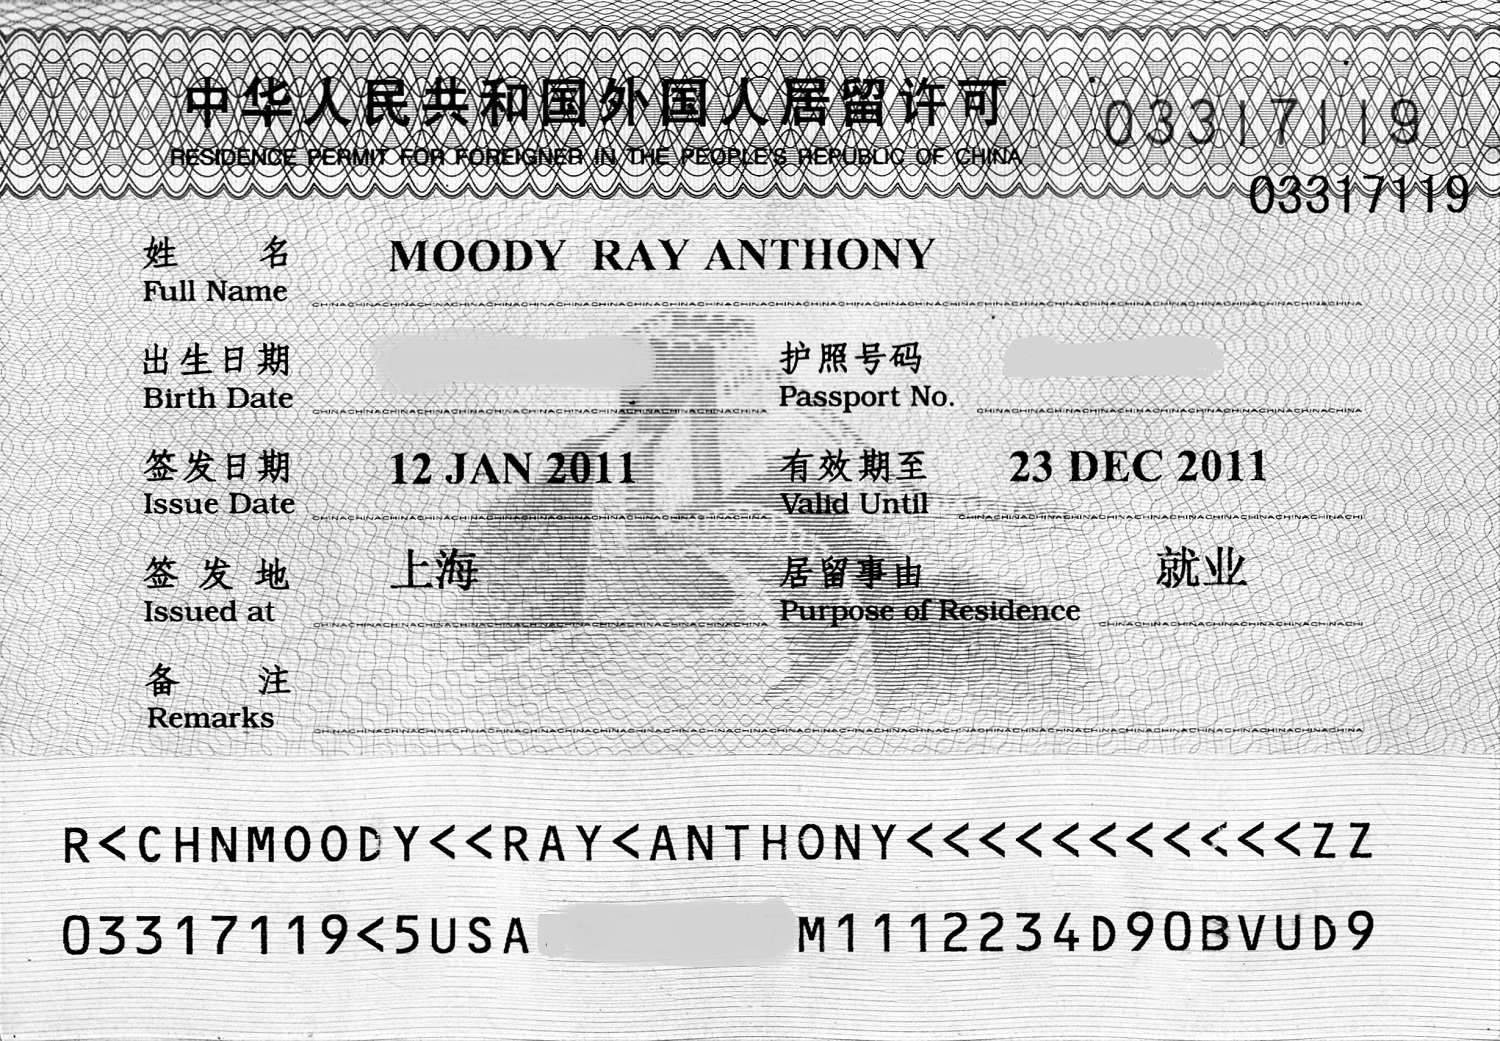 中华人民共和国外国人居留许可
RESIDENCE PERMIT FOR FOREIGNER IN THE PEOPLE'S REPUBLIC OF CHINA
03317119
03317119
姓 名 MOODY RAY ANTHONY
Full Name
出生日期 护照号码
Birth Date Passport No.
签发日期 12 JAN 2011 有效期至 23 DEC 2011
Issue Date Valid Until
签发地 上海 居留事由 就业
Issued at Purpose of Residence
备 注
Remarks
R<CHNMOODY<<RAY<ANTHONY<<<<<<<<<<<ZZ
03317119<5USA M1112234D9OBVUD9